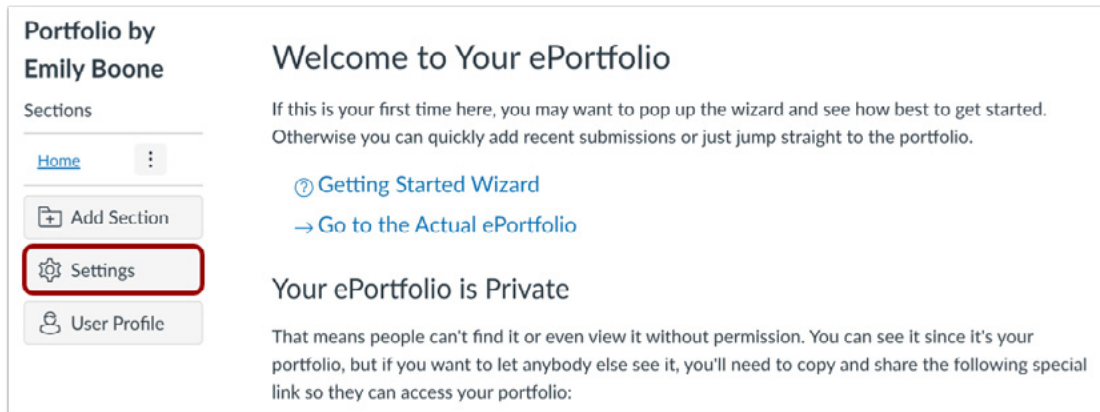 Portfolio by
Emily Boone
Sections
Home
Add Section
Settings
User Profile
Welcome to Your ePortfolio
If this is your first time here, you may want to pop up the wizard and see how best to get started.
Otherwise you can quickly add recent submissions or just jump straight to the portfolio.
Getting Started Wizard
→ Go to the Actual ePortfolio
Your ePortfolio is Private
That means people can't find it or even view it without permission. You can see it since it's your
portfolio, but if you want to let anybody else see it, you'll need to copy and share the following special
link so they can access your portfolio: